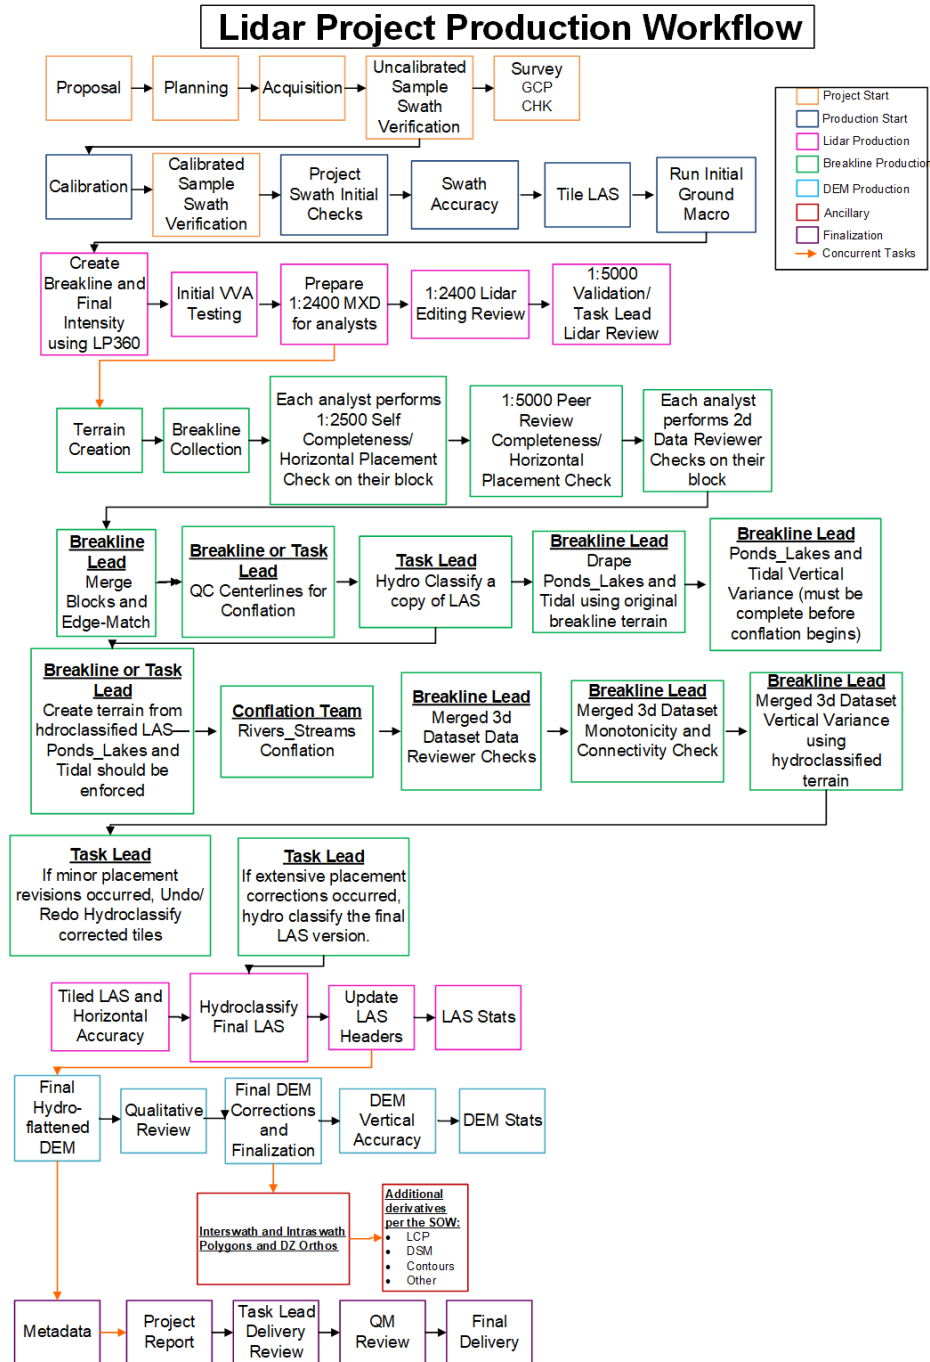 Lidar Project Production Workflow
Proposal
Planning
Acquisition
Uncalibrated
Sample
Swath
Verification
Survey
GCP
CHK
Project Start
Production Start
Lidar Production
Breakline Production
DEM Production
Ancillary
Finalization
Concurrent Tasks
Calibration
Calibrated
Sample
Swath
Verification
Project
Swath Initial
Checks
Swath
Accuracy
Tile LAS
Run Initial
Ground
Macro
Create
Breakline and
Final
Intensity
using LP360
Initial VVA
Testing
Prepare
1:2400 MXD
for analysts
1:2400 Lidar
Editing Review
1:5000
Validation/
Task Lead
Lidar Review
Terrain
Creation
Breakline
Collection
Each analyst performs
1:2500 Self
Completeness/
Horizontal Placement
Check on their block
1:5000 Peer
Review
Completeness/
Horizontal
Placement Check
Each analyst
performs 2d
Data Reviewer
Checks on their
block
Breakline
Lead
Merge
Blocks and
Edge-Match
Breakline or Task
Lead
QC Centerlines for
Conflation
Task Lead
Hydro Classify a
copy of LAS
Breakline Lead
Drape
Ponds_Lakes and
Tidal using original
breakline terrain
Breakline Lead
Ponds_Lakes and
Tidal Vertical
Variance (must be
complete before
conflation begins)
Breakline or Task
Lead
Create terrain from
hdroclassified LAS—
Ponds_Lakes and
Tidal should be
enforced
Conflation Team
Rivers_Streams
Conflation
Breakline Lead
Merged 3d
Dataset Data
Reviewer Checks
Breakline Lead
Merged 3d Dataset
Monotonicity and
Connectivity Check
Breakline Lead
Merged 3d Dataset
Vertical Variance
using
hydroclassified
terrain
Task Lead
If minor placement
revisions occurred, Undo/
Redo Hydroclassify
corrected tiles
Task Lead
If extensive placement
corrections occurred,
hydro classify the final
LAS version.
Tiled LAS and
Horizontal
Accuracy
Hydroclassify
Final LAS
Update
LAS
Headers
LAS Stats
Final
Hydro-
flattened
DEM
Qualitative
Review
Final DEM
Corrections
and
Finalization
DEM
Vertical
Accuracy
DEM Stats
Interswath and Intraswath
Polygons and DZ Orthos
Additional
derivatives
per the SOW:
• LCP
• DSM
• Contours
• Other
Metadata
Project
Report
Task Lead
Delivery
Review
QM
Review
Final
Delivery